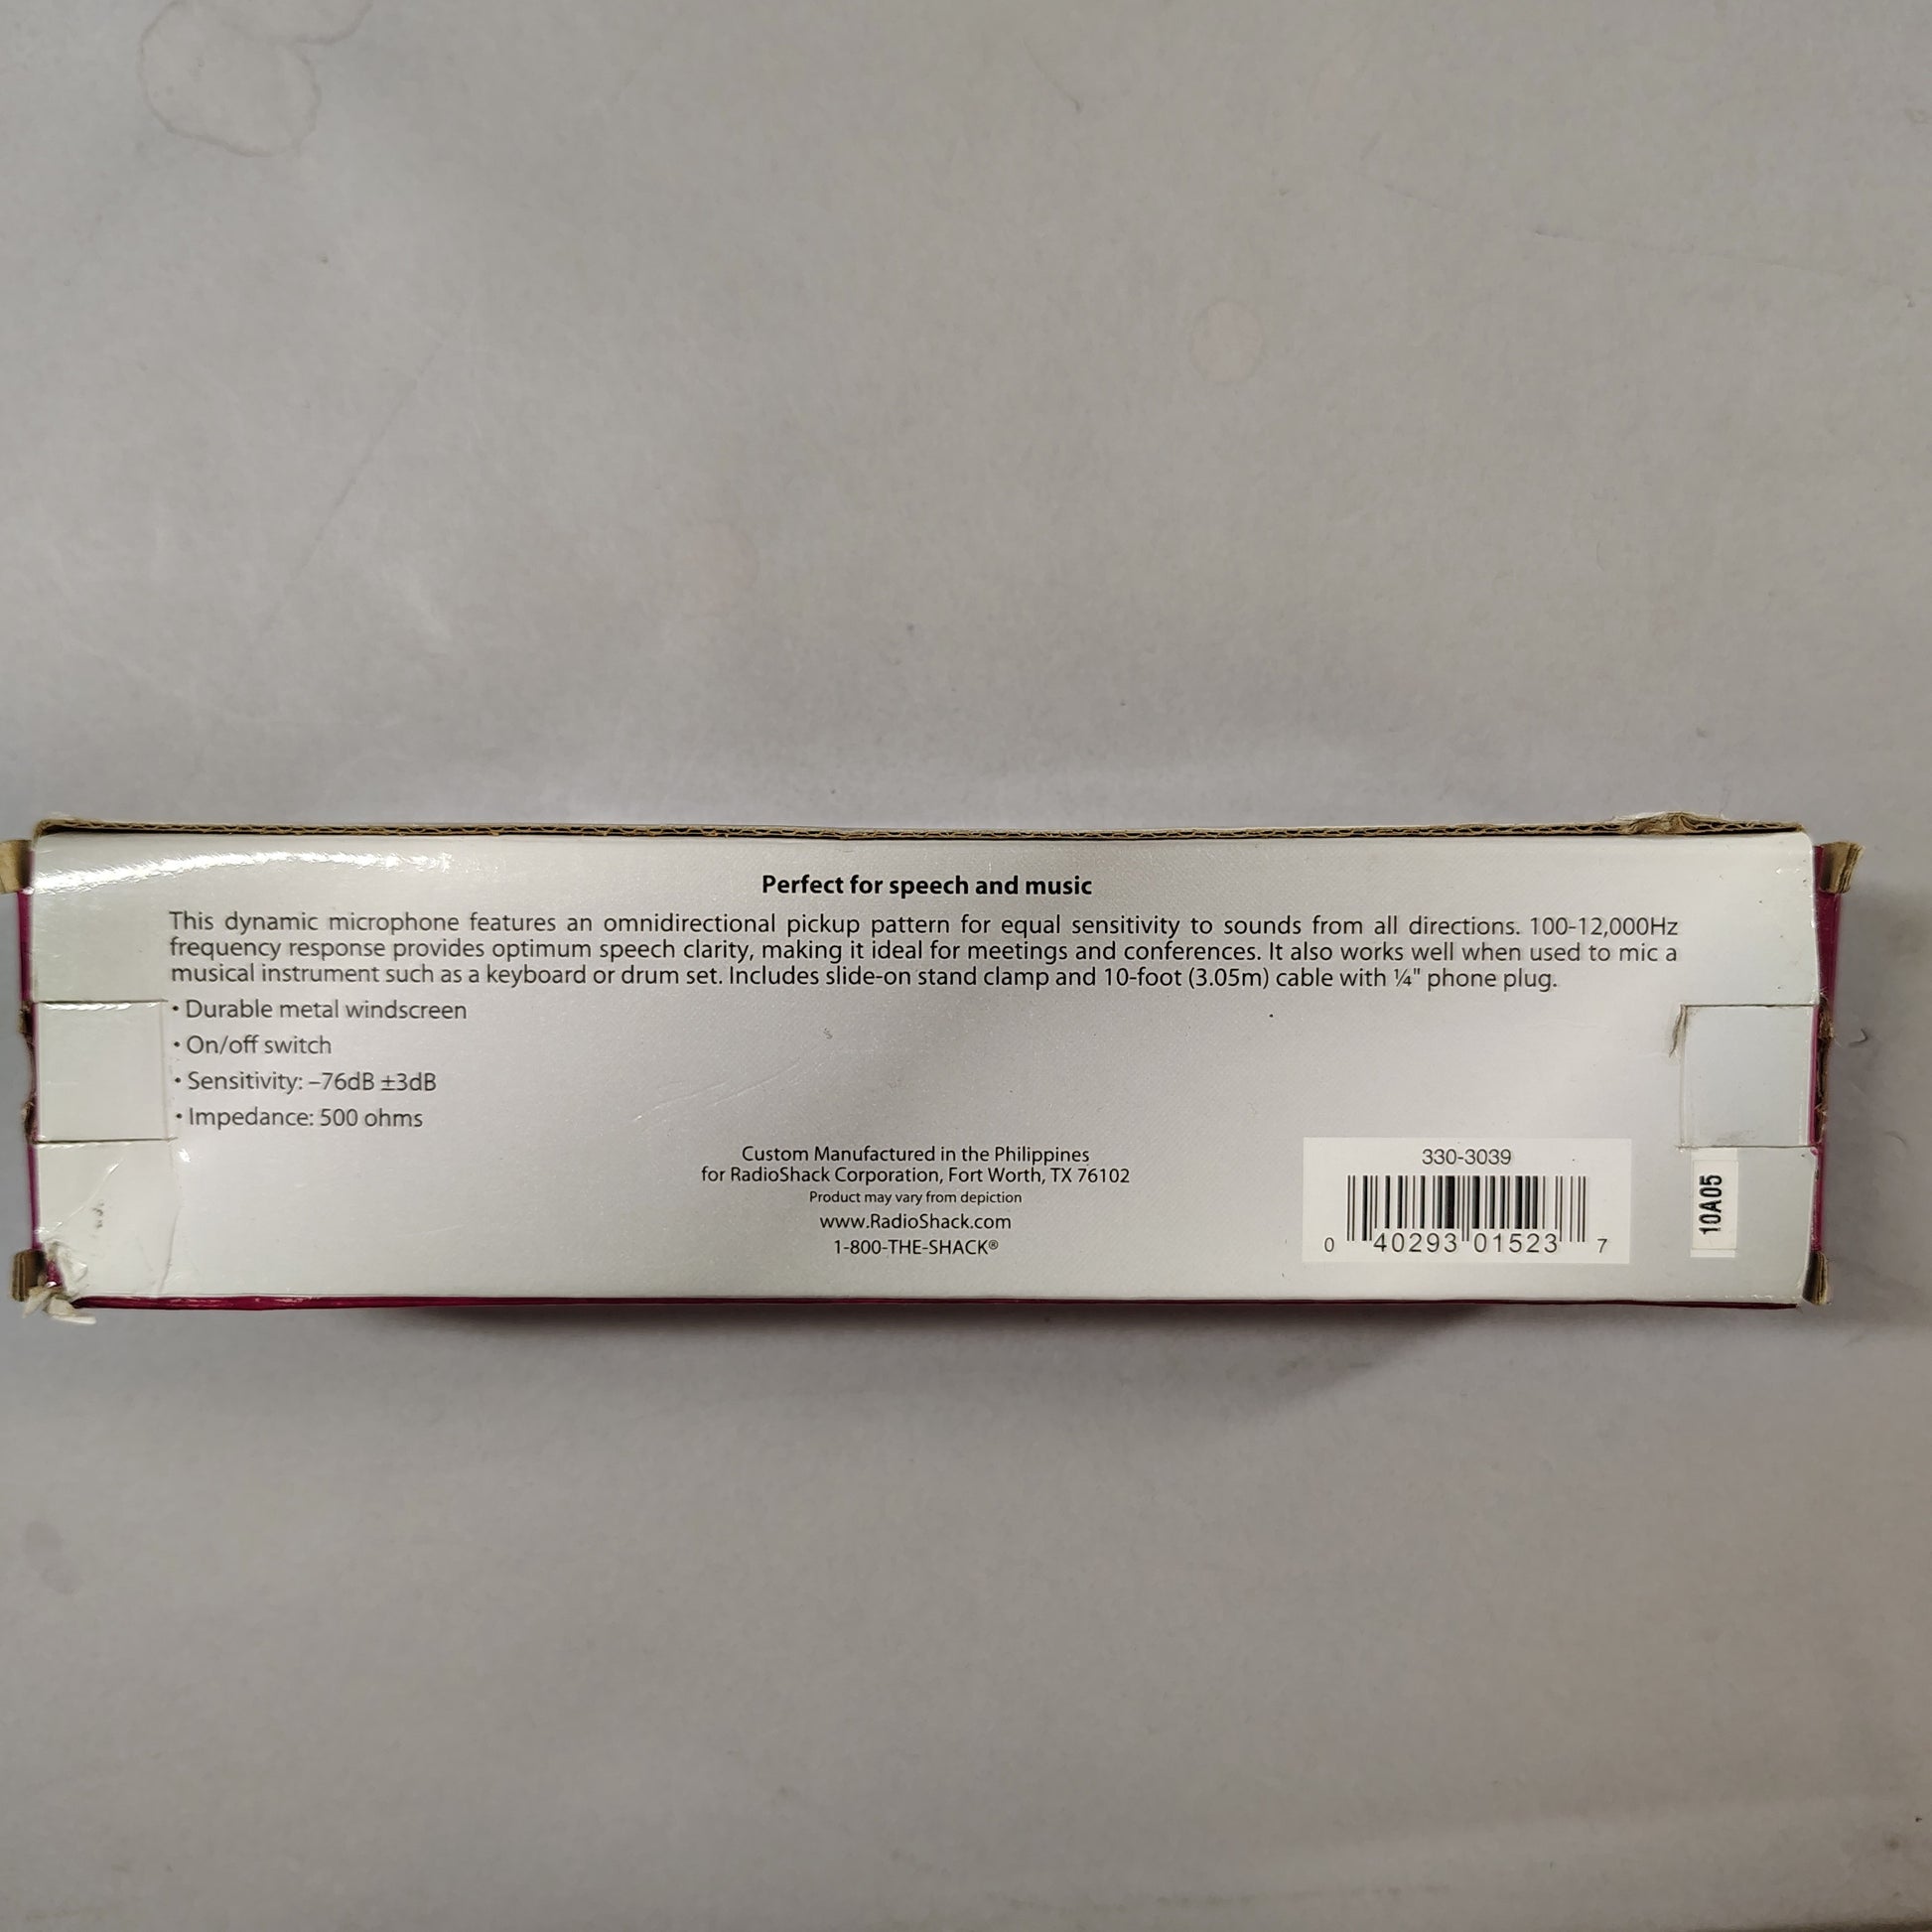 Perfect for speech and music
This dynamic microphone features an omnidirectional pickup pattern for equal sensitivity to sounds from all directions. 100-12,000Hz
frequency response provides optimum speech clarity, making it ideal for meetings and conferences. It also works well when used to mic a
musical instrument such as a keyboard or drum set. Includes slide-on stand clamp and 10-foot (3.05m) cable with ¼" phone plug.
• Durable metal windscreen
• On/off switch
• Sensitivity: –76dB ±3dB
• Impedance: 500 ohms
Custom Manufactured in the Philippines
for RadioShack Corporation, Fort Worth, TX 76102
Product may vary from depiction
www.RadioShack.com
1-800-THE-SHACK®
330-3039
0 40293 01523 7
10A05